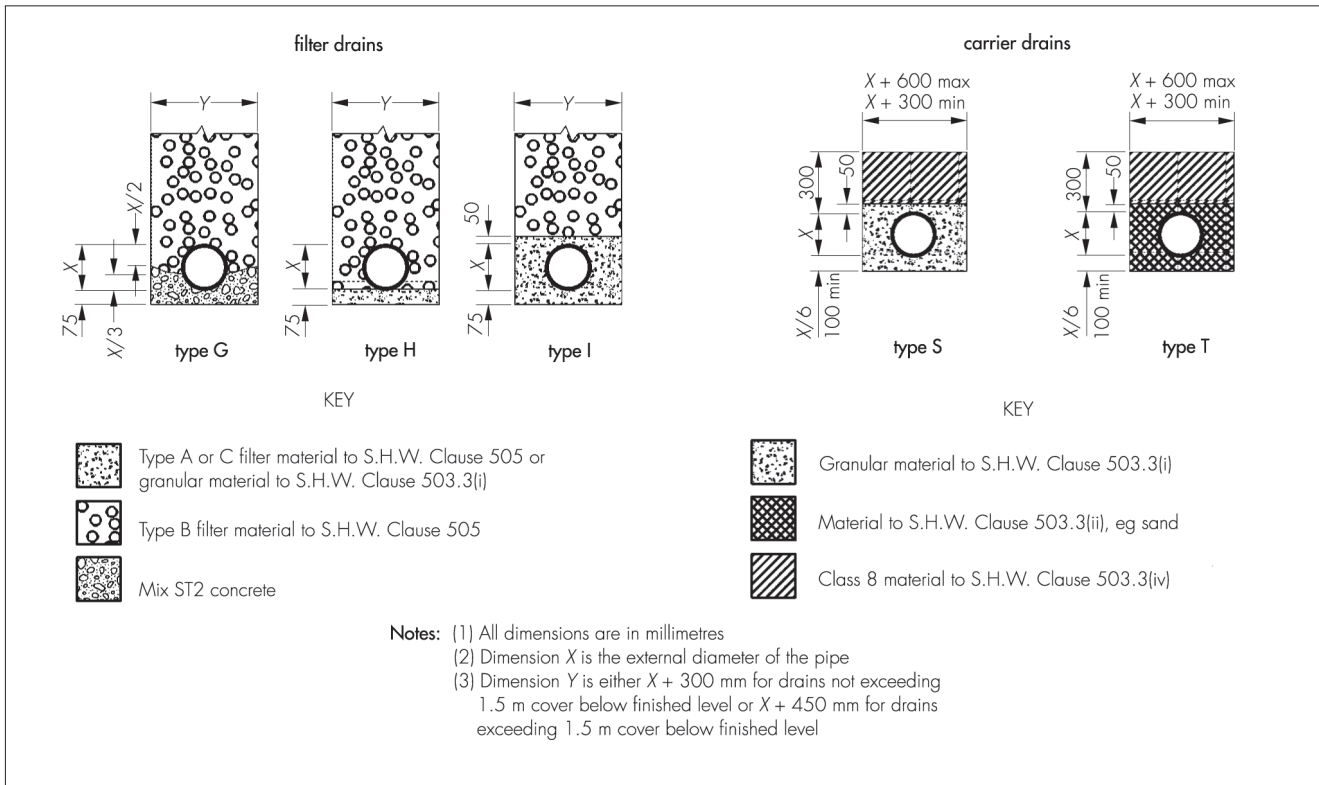 filter drains
carrier drains
Y
Y
Y
X + 600 max
X + 300 min
X + 600 max
X + 300 min
X/2
X
75
X/3
X
75
50
X
75
300
50
X
X/6
100 min
300
50
X
X/6
100 min
type G
type H
type I
type S
type T
KEY
Type A or C filter material to S.H.W. Clause 505 or
granular material to S.H.W. Clause 503.3(i)
Type B filter material to S.H.W. Clause 505
Mix ST2 concrete
KEY
Granular material to S.H.W. Clause 503.3(i)
Material to S.H.W. Clause 503.3(ii), eg sand
Class 8 material to S.H.W. Clause 503.3(iv)
Notes: (1) All dimensions are in millimetres
(2) Dimension X is the external diameter of the pipe
(3) Dimension Y is either X + 300 mm for drains not exceeding
1.5 m cover below finished level or X + 450 mm for drains
exceeding 1.5 m cover below finished level